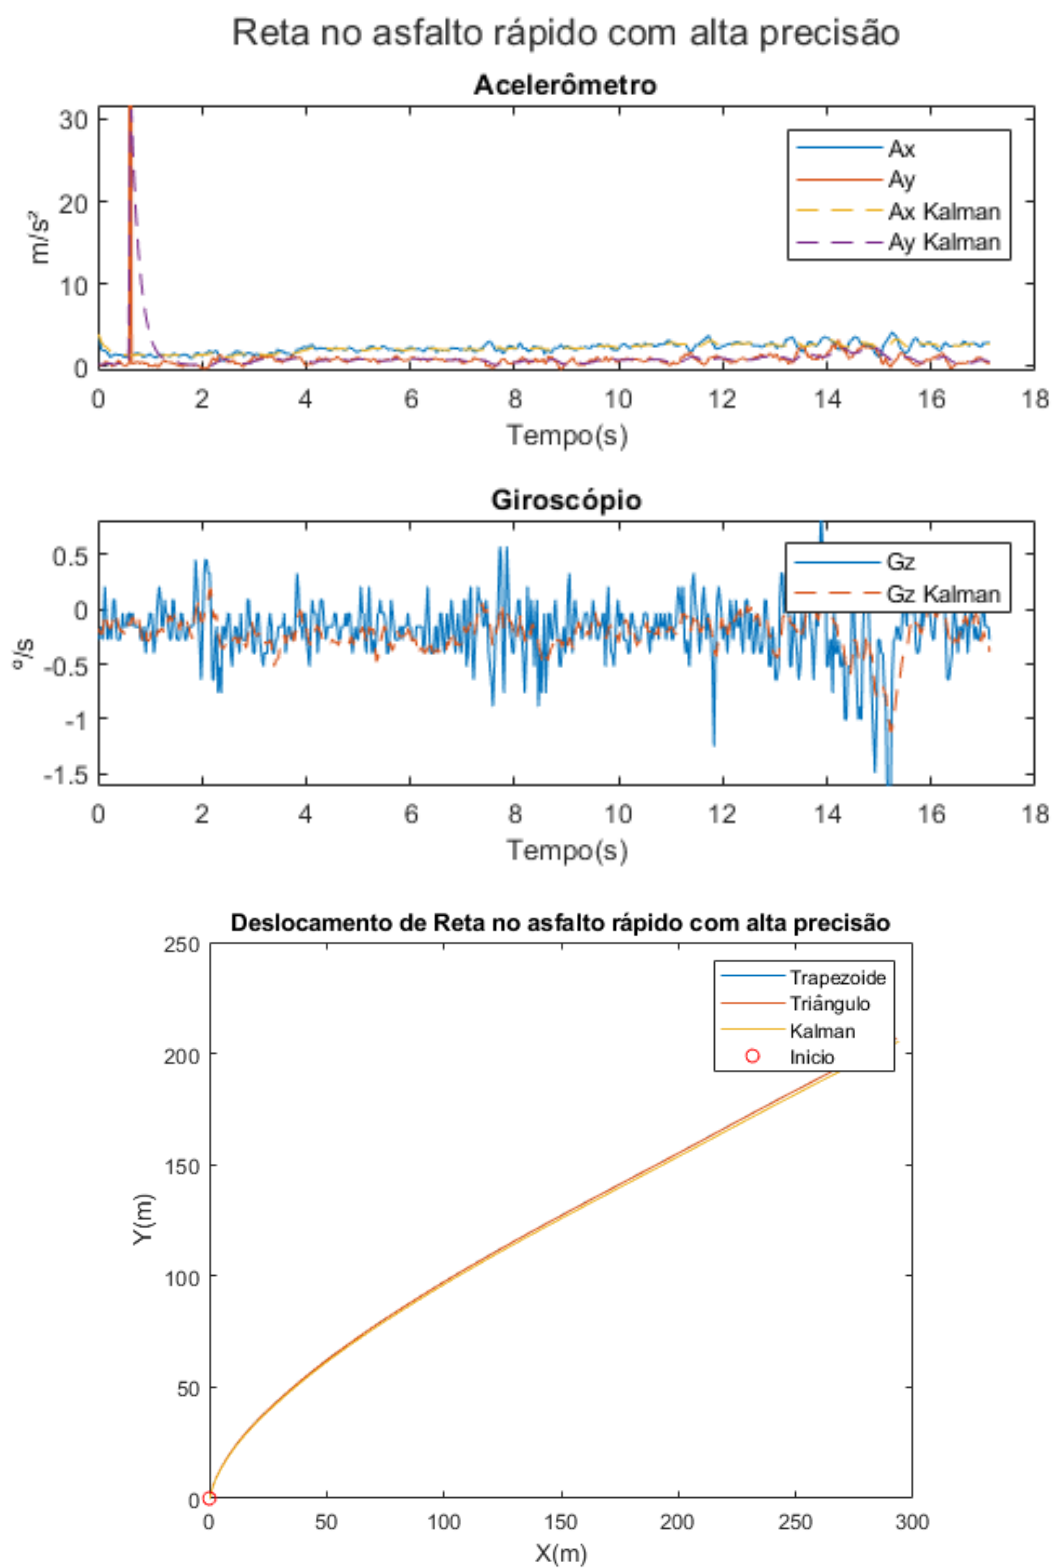 Reta no asfalto rápido com alta precisão
Acelerômetro
30
20
10
0
m/s²
Ax
Ay
Ax Kalman
Ay Kalman
0 2 4 6 8 10 12 14 16 18
Tempo(s)
Giroscópio
0.5
0
-0.5
-1
-1.5
º/s
Gz
Gz Kalman
0 2 4 6 8 10 12 14 16 18
Tempo(s)
Deslocamento de Reta no asfalto rápido com alta precisão
250
200
150
100
50
0
Y(m)
Trapezoide
Triângulo
Kalman
Inicio
0 50 100 150 200 250 300
X(m)